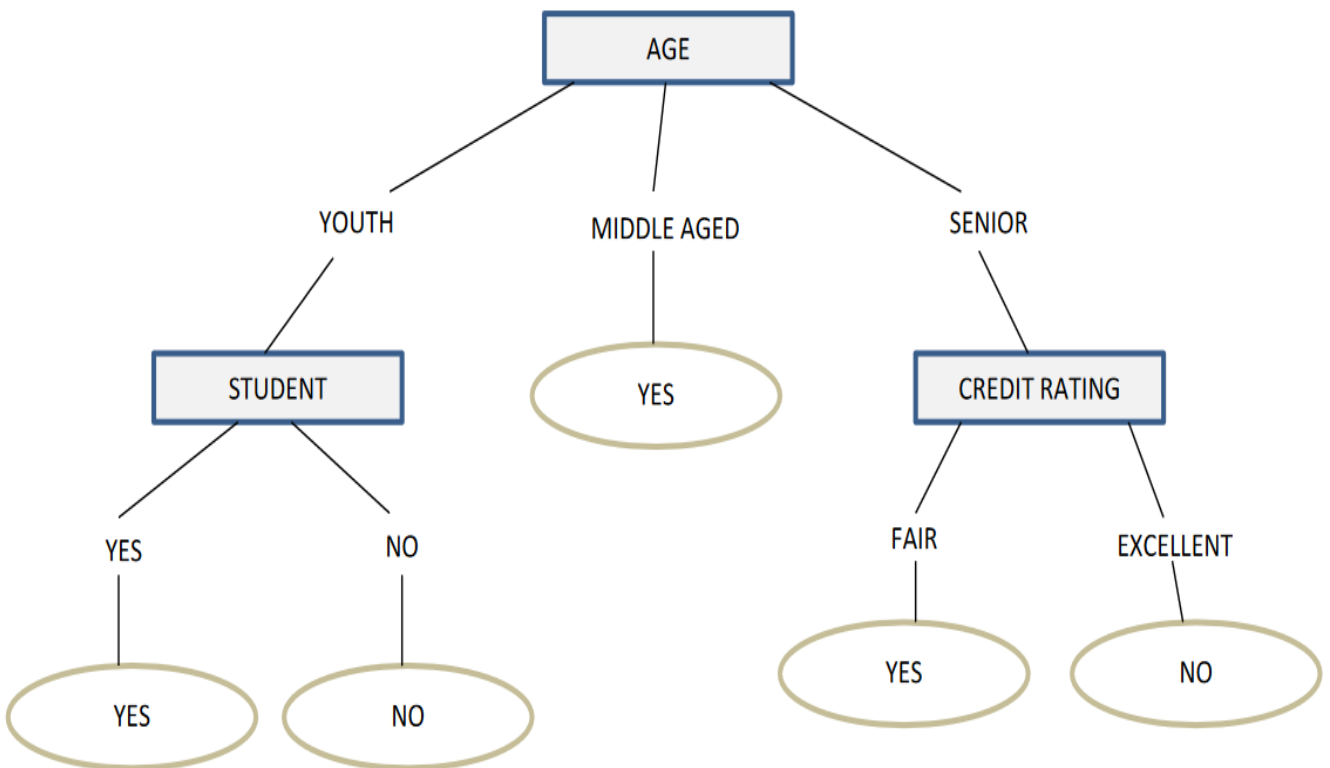 AGE
YOUTH
MIDDLE AGED
SENIOR
STUDENT
YES
CREDIT RATING
YES
NO
FAIR
EXCELLENT
YES
NO
YES
NO